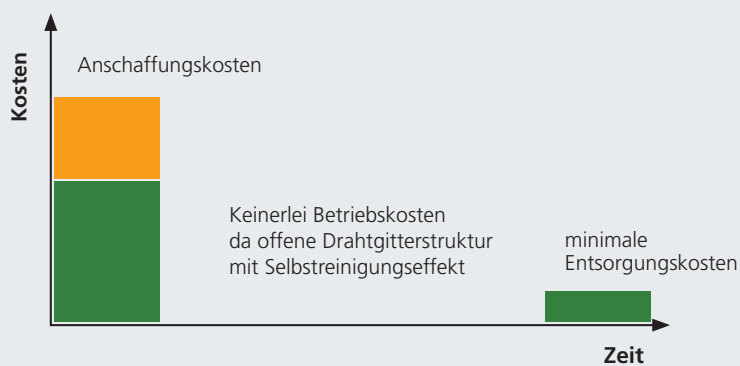 Kosten
Anschaffungskosten
Keinerlei Betriebskosten
da offene Drahtgitterstruktur
mit Selbstreinigungseffekt
minimale
Entsorgungskosten
Zeit